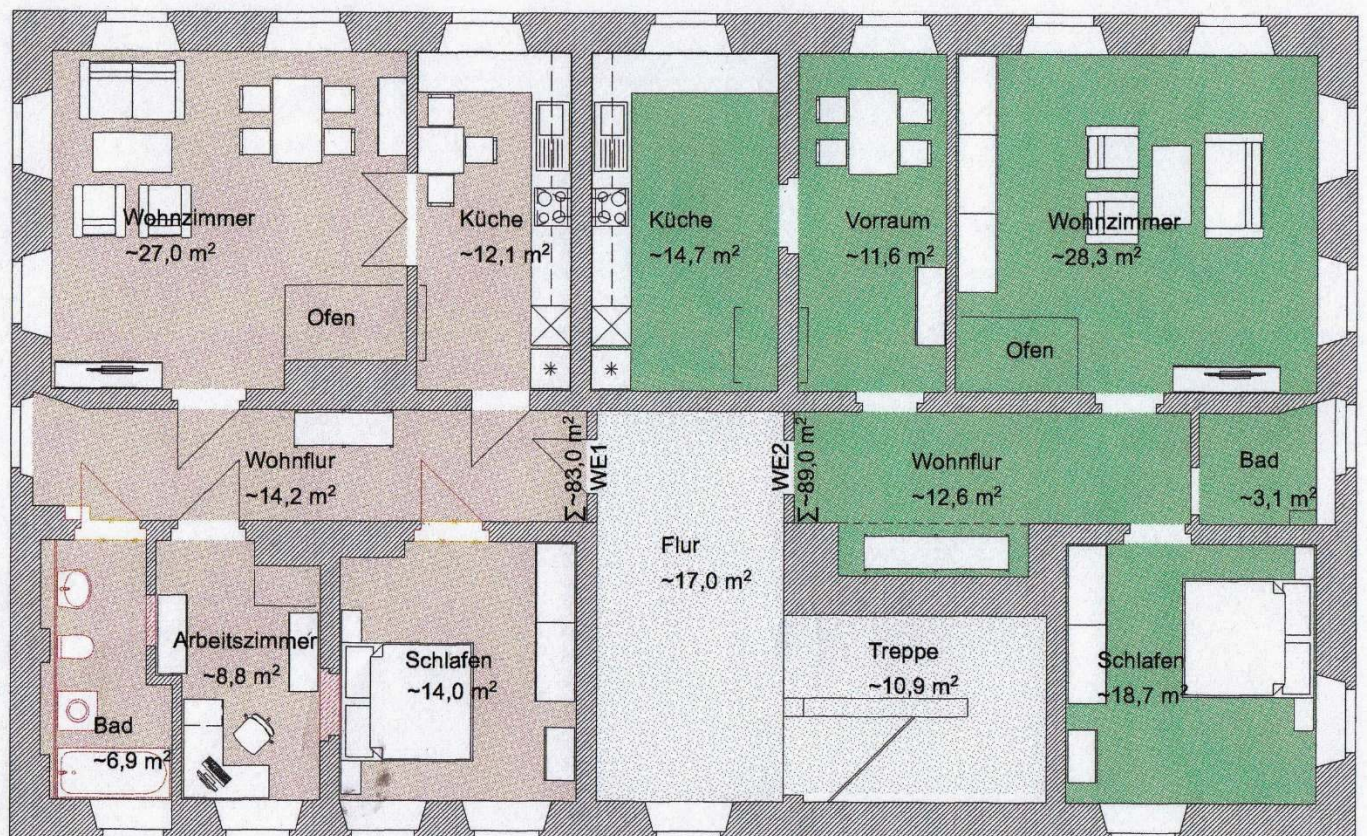 Wohnzimmer
~27,0 m²
Ofen
Küche
~12,1 m²
Küche
~14,7 m²
Vorraum
~11,6 m²
Wohnzimmer
~28,3 m²
Ofen
Wohnflur
~14,2 m²
∑~83,0 m²
WE1
WE2
∑~89,0 m²
Wohnflur
~12,6 m²
Bad
~3,1 m²
Flur
~17,0 m²
Bad
~6,9 m²
Arbeitszimmer
~8,8 m²
Schlafen
~14,0 m²
Treppe
~10,9 m²
Schlafen
~18,7 m²